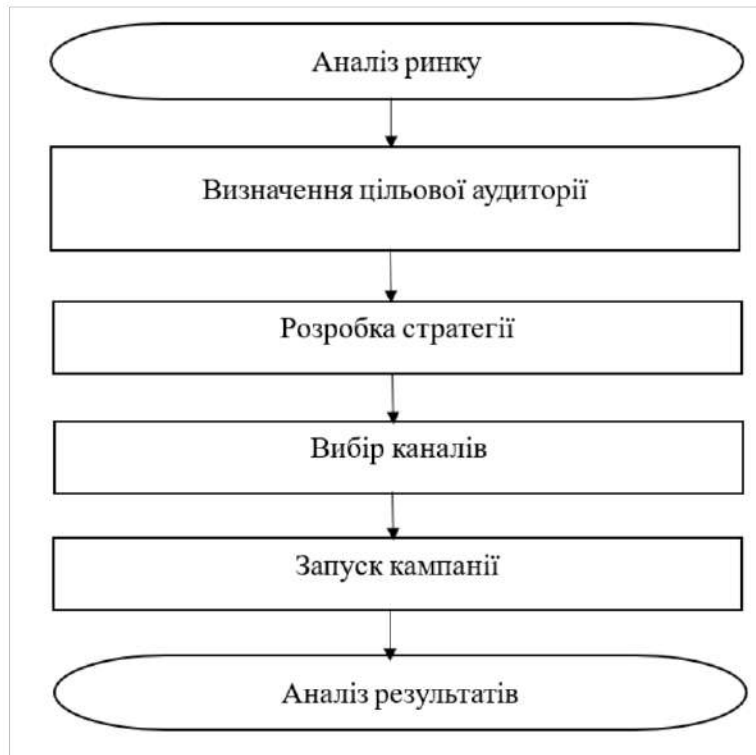 Аналіз ринку
Визначення цільової аудиторії
Розробка стратегії
Вибір каналів
Запуск кампанії
Аналіз результатів